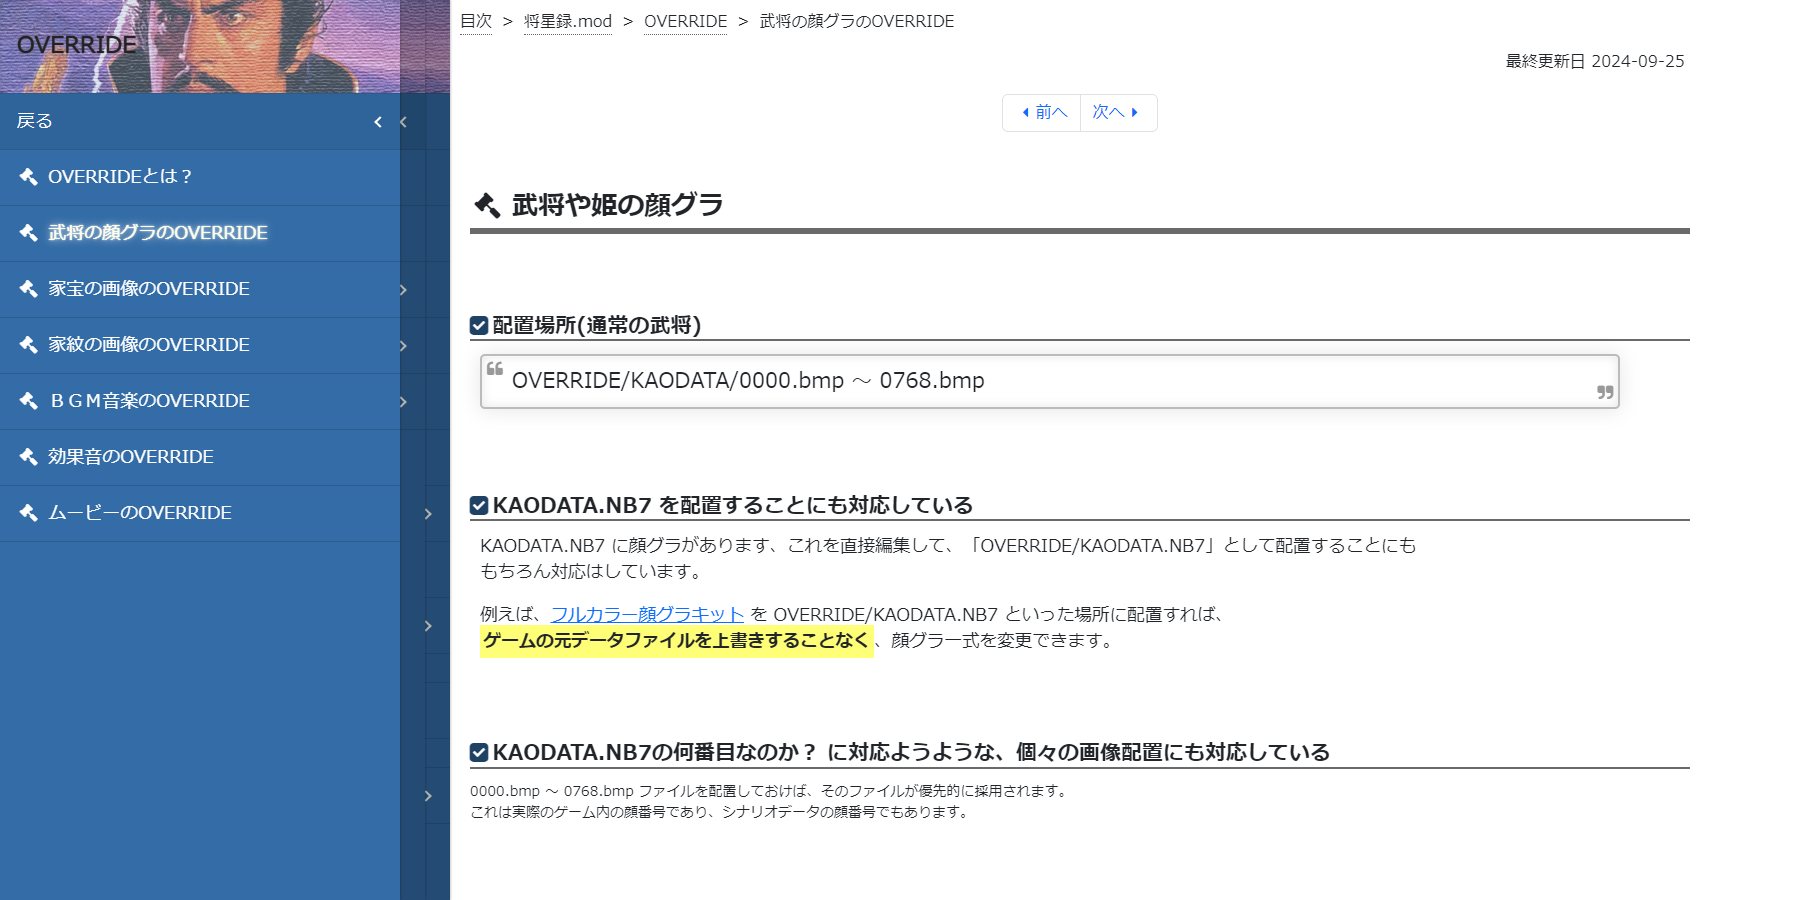 OVERRIDE
戻る
OVERRIDEとは？
武将の顔グラのOVERRIDE
家宝の画像のOVERRIDE
家紋の画像のOVERRIDE
ＢＧＭ音楽のOVERRIDE
効果音のOVERRIDE
ムービーのOVERRIDE
目次 > 将星録.mod > OVERRIDE > 武将の顔グラのOVERRIDE
最終更新日 2024-09-25
前へ 次へ
武将や姫の顔グラ
配置場所(通常の武将)
OVERRIDE/KAODATA/0000.bmp ～ 0768.bmp
KAODATA.NB7 を配置することにも対応している
KAODATA.NB7 に顔グラがあります、これを直接編集して、「OVERRIDE/KAODATA.NB7」として配置することにも
もちろん対応はしています。
例えば、フルカラー顔グラキット を OVERRIDE/KAODATA.NB7 といった場所に配置すれば、
ゲームの元データファイルを上書きすることなく、顔グラ一式を変更できます。
KAODATA.NB7の何番目なのか？ に対応ようような、個々の画像配置にも対応している
0000.bmp ～ 0768.bmp ファイルを配置しておけば、そのファイルが優先的に採用されます。
これは実際のゲーム内の顔番号であり、シナリオデータの顔番号でもあります。